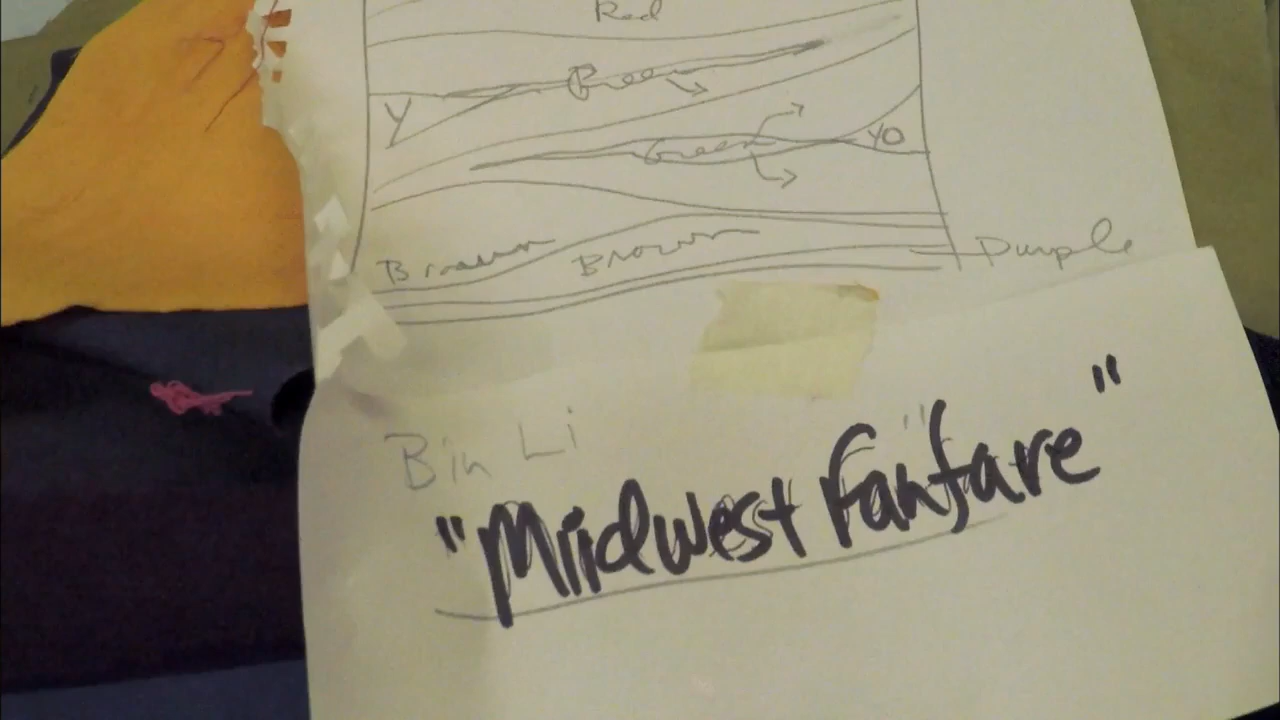 Red
Green
Y
Green
YO
Brown
Brown
Purple
Bin Li
"Midwest Fanfare"